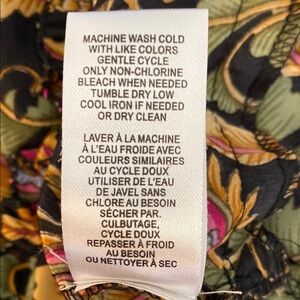 MACHINE WASH COLD
WITH LIKE COLORS
GENTLE CYCLE
ONLY NON-CHLORINE
BLEACH WHEN NEEDED
TUMBLE DRY LOW
COOL IRON IF NEEDED
OR DRY CLEAN
LAVER À LA MACHINE
À L'EAU FROIDE AVEC
COULEURS SIMILAIRES
AU CYCLE DOUX
UTILISER DE L'EAU
DE JAVEL SANS
CHLORE AU BESOIN
SÉCHER PAR.
CULBUTAGE,
CYCLE DOUX
REPASSER À FROID
AU BESOIN
OU NETTOYER À SEC